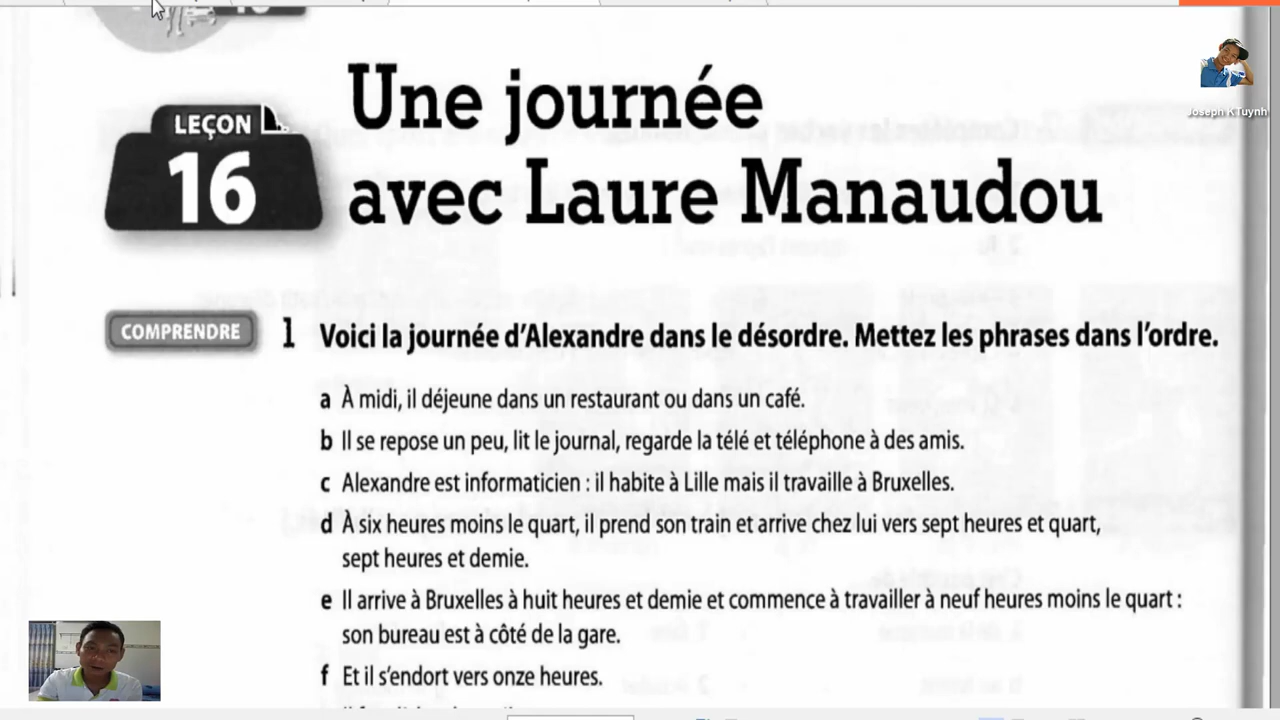 Une journée
LEÇON
16
avec Laure Manaudou
Joseph KTuynh
COMPRENDRE
1 Voici la journée d'Alexandre dans le désordre. Mettez les phrases dans l'ordre.
a À midi, il déjeune dans un restaurant ou dans un café.
b Il se repose un peu, lit le journal, regarde la télé et téléphone à des amis.
c Alexandre est informaticien : il habite à Lille mais il travaille à Bruxelles.
d À six heures moins le quart, il prend son train et arrive chez lui vers sept heures et quart,
sept heures et demie.
e Il arrive à Bruxelles à huit heures et demie et commence à travailler à neuf heures moins le quart :
son bureau est à côté de la gare.
f Et il s'endort vers onze heures.